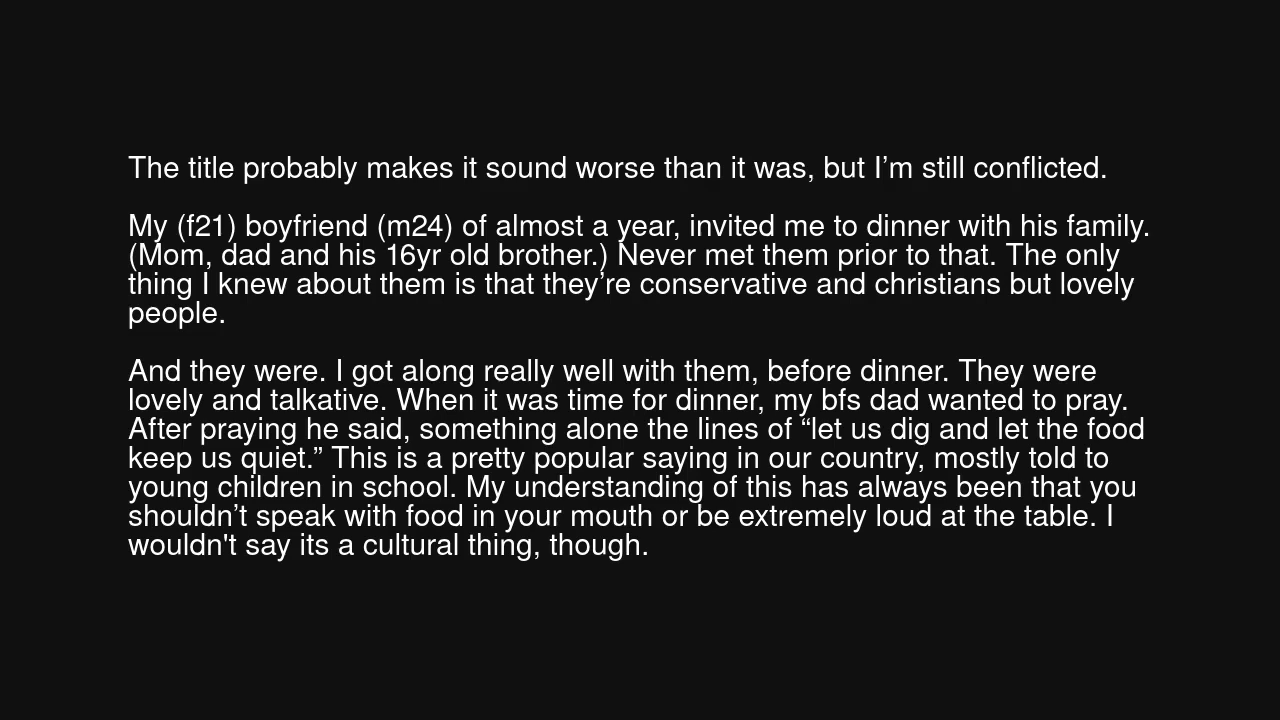 The title probably makes it sound worse than it was, but I’m still conflicted.
My (f21) boyfriend (m24) of almost a year, invited me to dinner with his family.
(Mom, dad and his 16yr old brother.) Never met them prior to that. The only
thing I knew about them is that they’re conservative and christians but lovely
people.
And they were. I got along really well with them, before dinner. They were
lovely and talkative. When it was time for dinner, my bfs dad wanted to pray.
After praying he said, something alone the lines of “let us dig and let the food
keep us quiet.” This is a pretty popular saying in our country, mostly told to
young children in school. My understanding of this has always been that you
shouldn’t speak with food in your mouth or be extremely loud at the table. I
wouldn't say its a cultural thing, though.